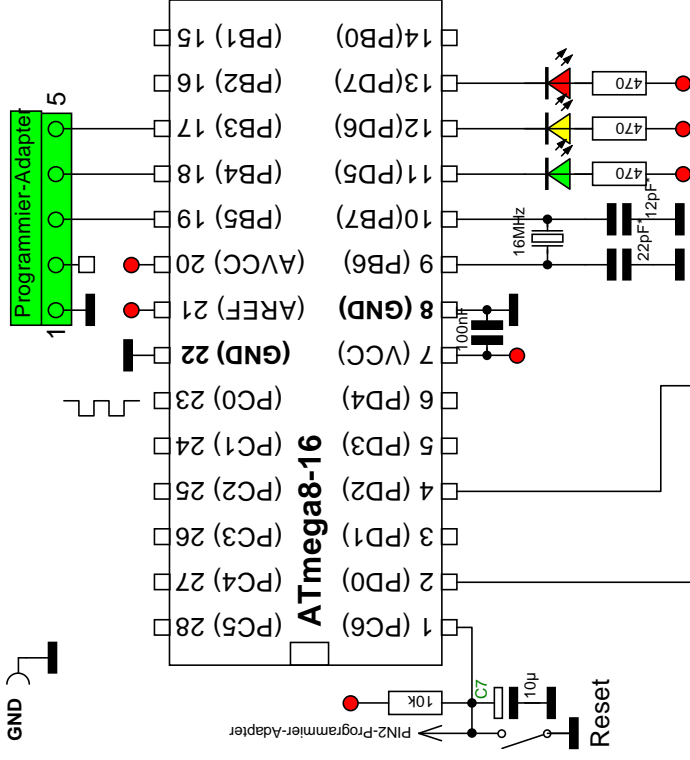 Programmier-Adapter
1
5
15 (PB1)
16 (PB2)
17 (PB3)
18 (PB4)
19 (PB5)
20 (AVCC)
21 (AREF)
22 (GND)
23 (PC0)
24 (PC1)
25 (PC2)
26 (PC3)
27 (PC4)
28 (PC5)
14(PB0)
13(PD7)
12(PD6)
11(PD5)
10(PB7)
9 (PB6)
8 (GND)
7 (VCC)
6 (PD4)
5 (PD3)
4 (PD2)
3 (PD1)
2 (PD0)
1 (PC6)
ATmega8-16
470
470
470
16MHz
12pF*
22pF*
100nF
GND
10k
PIN2-Programmier-Adapter
C7
10µ
Reset